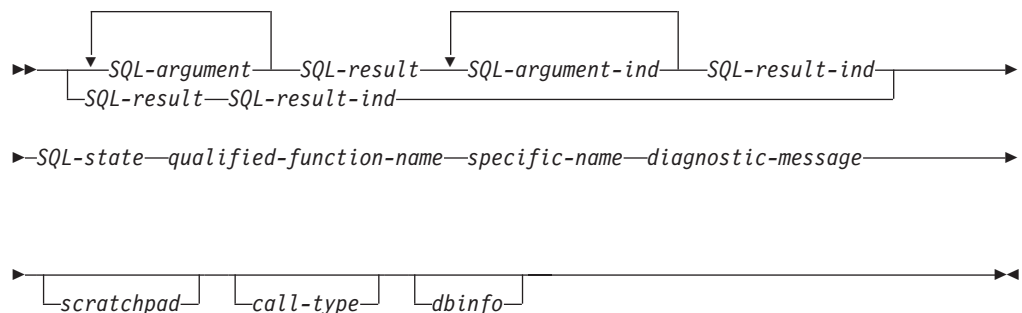 SQL-argument SQL-result SQL-argument-ind SQL-result-ind
SQL-result SQL-result-ind
SQL-state qualified-function-name specific-name diagnostic-message
scratchpad call-type dbinfo